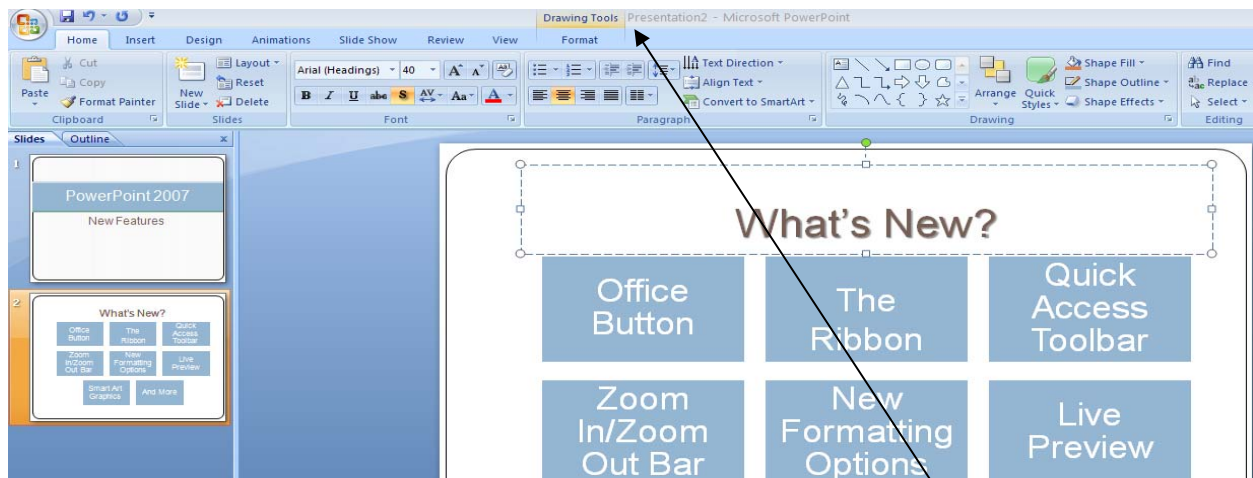 Drawing Tools Presentation2 - Microsoft PowerPoint
Home Insert Design Animations Slide Show Review View Format
Cut
Copy
Paste
Format Painter
Clipboard
New
Slide
Layout
Reset
Delete
Slides
Arial (Headings) 40 A A
B I U abc S AV Aa A
Font
Text Direction
Align Text
Convert to SmartArt
Paragraph
Arrange
Quick
Styles
Shape Fill
Shape Outline
Shape Effects
Drawing
Find
Replace
Select
Editing
Slides Outline x
1
PowerPoint 2007
New Features
2
What's New?
Office
Button
The
Ribbon
Quick
Access
Toolbar
Zoom
In/Zoom
Out Bar
New
Formatting
Options
Live
Preview
Smart Art
Graphics
And More
What's New?
Office
Button
The
Ribbon
Quick
Access
Toolbar
Zoom
In/Zoom
Out Bar
New
Formatting
Options
Live
Preview